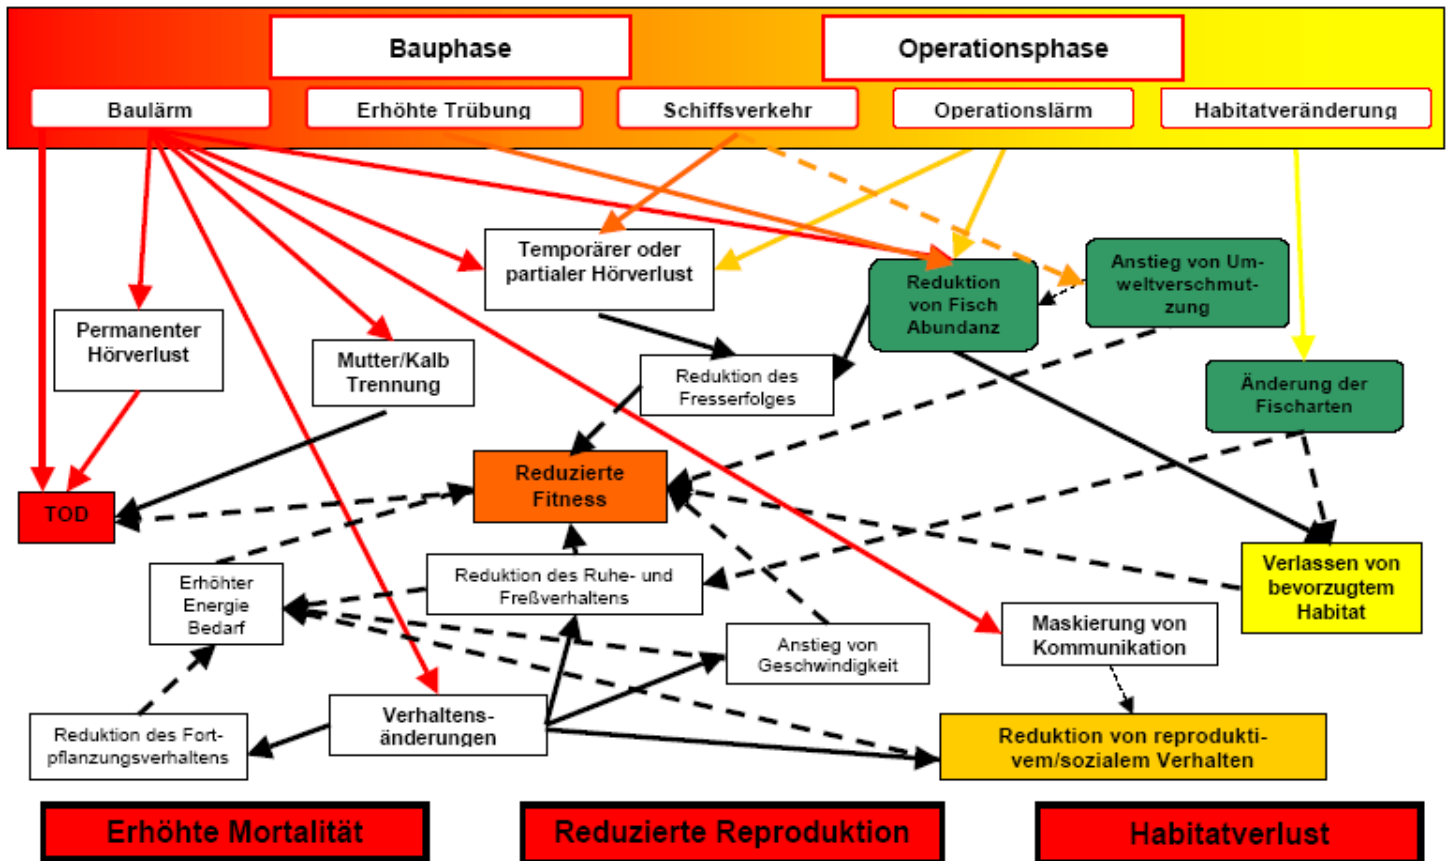 Bauphase
Operationsphase
Baulärm
Erhöhte Trübung
Schiffsverkehr
Operationslärm
Habitatveränderung
Temporärer oder
partialer Hörverlust
Reduktion
von Fisch
Abundanz
Anstieg von Um-
weltverschmut-
zung
Permanenter
Hörverlust
Mutter/Kalb
Trennung
Reduktion des
Fresserfolges
Änderung der
Fischarten
TOD
Reduzierte
Fitness
Erhöhter
Energie
Bedarf
Reduktion des Ruhe- und
Freßverhaltens
Verlassen von
bevorzugtem
Habitat
Anstieg von
Geschwindigkeit
Maskierung von
Kommunikation
Reduktion des Fort-
pflanzungsverhaltens
Verhaltens-
änderungen
Reduktion von reprodukti-
vem/sozialem Verhalten
Erhöhte Mortalität
Reduzierte Reproduktion
Habitatverlust